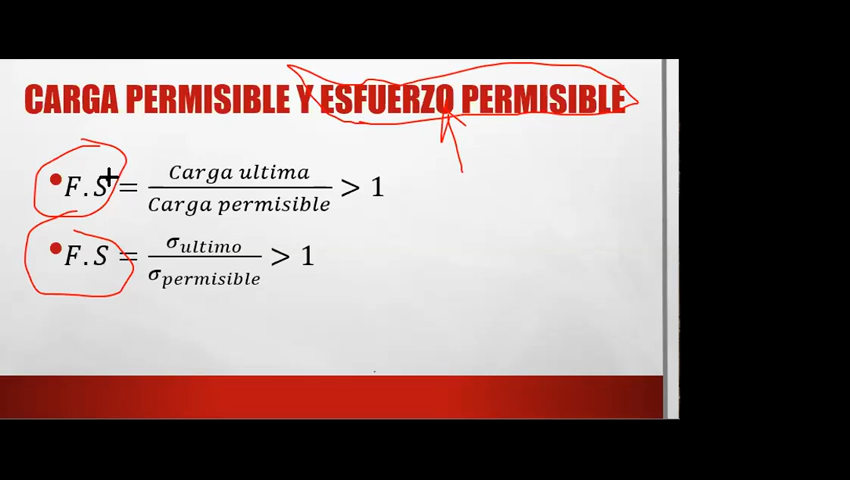 CARGA PERMISIBLE Y ESFUERZO PERMISIBLE
• F.S = Carga ultima / Carga permisible > 1
• F.S = σultimo / σpermisible > 1